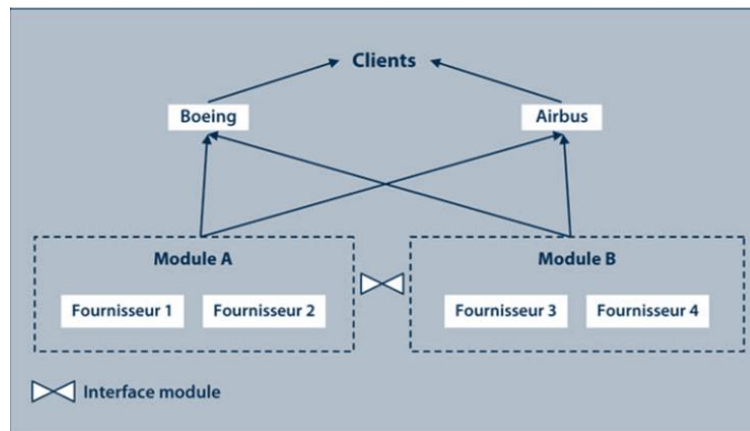 Clients
Boeing Airbus
Module A Module B
Fournisseur 1 Fournisseur 2 Fournisseur 3 Fournisseur 4
Interface module